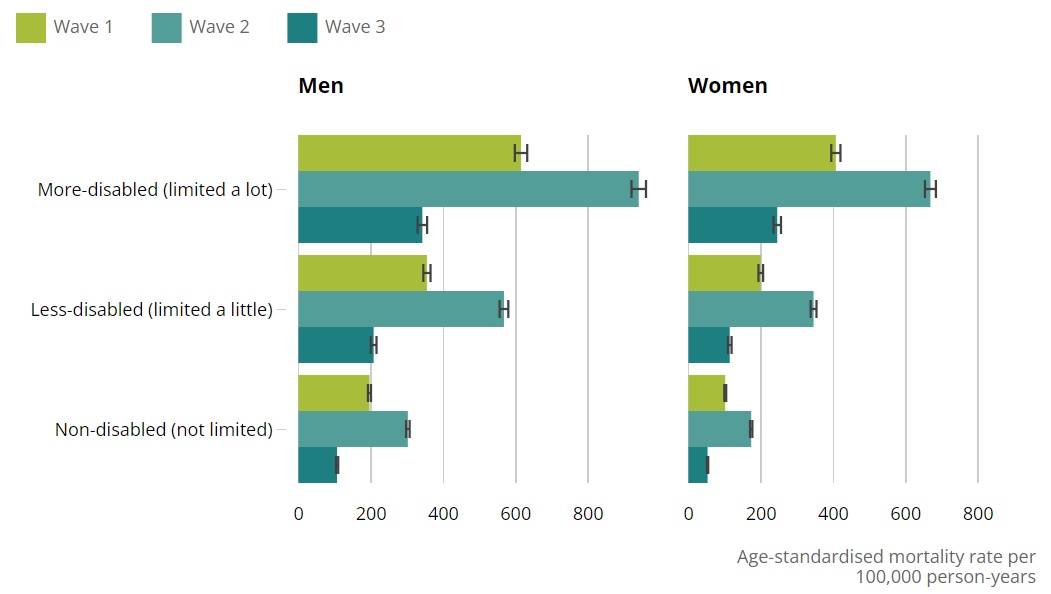 Wave 1 Wave 2 Wave 3
Men Women
More-disabled (limited a lot)
Less-disabled (limited a little)
Non-disabled (not limited)
0 200 400 600 800 0 200 400 600 800
Age-standardised mortality rate per
100,000 person-years